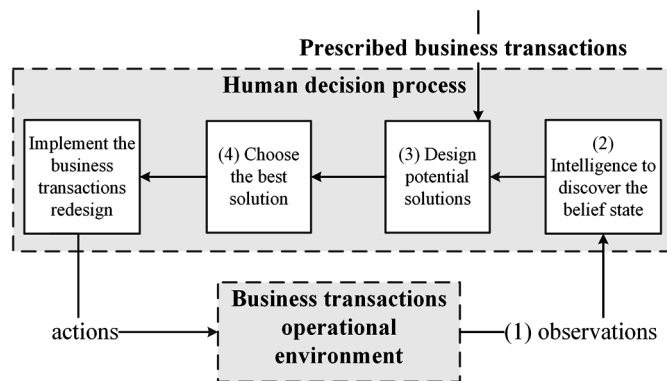 Prescribed business transactions
Human decision process
Implement the
business
transactions
redesign
(4) Choose
the best
solution
(3) Design
potential
solutions
(2)
Intelligence to
discover the
belief state
actions
Business transactions
operational
environment
(1) observations